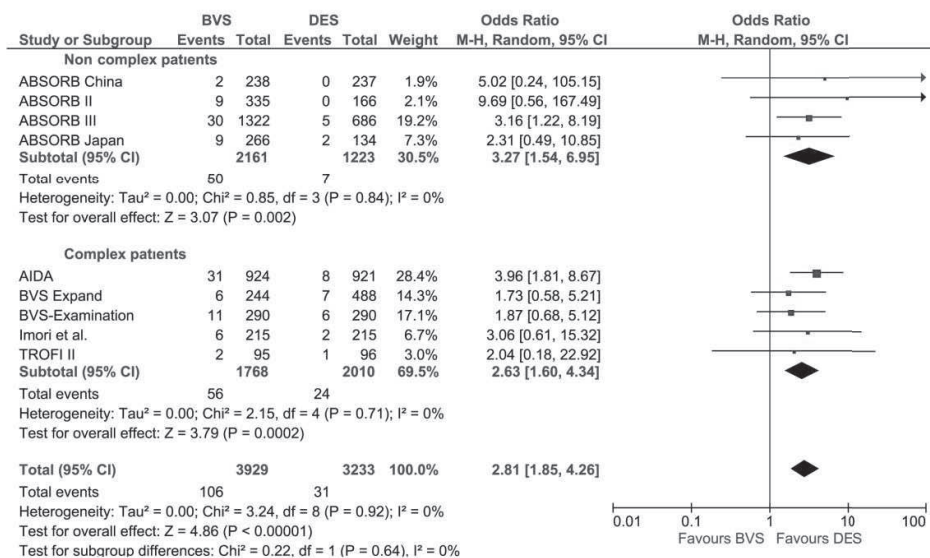 BVS DES Odds Ratio Odds Ratio
Study or Subgroup Events Total Events Total Weight M-H, Random, 95% CI M-H, Random, 95% CI
Non complex patients
ABSORB China 2 238 0 237 1.9% 5.02 [0.24, 105.15]
ABSORB II 9 335 0 166 2.1% 9.69 [0.56, 167.49]
ABSORB III 30 1322 5 686 19.2% 3.16 [1.22, 8.19]
ABSORB Japan 9 266 2 134 7.3% 2.31 [0.49, 10.85]
Subtotal (95% CI) 2161 1223 30.5% 3.27 [1.54, 6.95]
Total events 50 7
Heterogeneity: Tau² = 0.00; Chi² = 0.85, df = 3 (P = 0.84); I² = 0%
Test for overall effect: Z = 3.07 (P = 0.002)
Complex patients
AIDA 31 924 8 921 28.4% 3.96 [1.81, 8.67]
BVS Expand 6 244 7 488 14.3% 1.73 [0.58, 5.21]
BVS-Examination 11 290 6 290 17.1% 1.87 [0.68, 5.12]
Imori et al. 6 215 2 215 6.7% 3.06 [0.61, 15.32]
TROFI II 2 95 1 96 3.0% 2.04 [0.18, 22.92]
Subtotal (95% CI) 1768 2010 69.5% 2.63 [1.60, 4.34]
Total events 56 24
Heterogeneity: Tau² = 0.00; Chi² = 2.15, df = 4 (P = 0.71); I² = 0%
Test for overall effect: Z = 3.79 (P = 0.0002)
Total (95% CI) 3929 3233 100.0% 2.81 [1.85, 4.26]
Total events 106 31
Heterogeneity: Tau² = 0.00; Chi² = 3.24, df = 8 (P = 0.92); I² = 0%
Test for overall effect: Z = 4.86 (P < 0.00001)
Test for subgroup differences: Chi² = 0.22, df = 1 (P = 0.64), I² = 0%
0.01 0.1 1 10 100
Favours BVS Favours DES